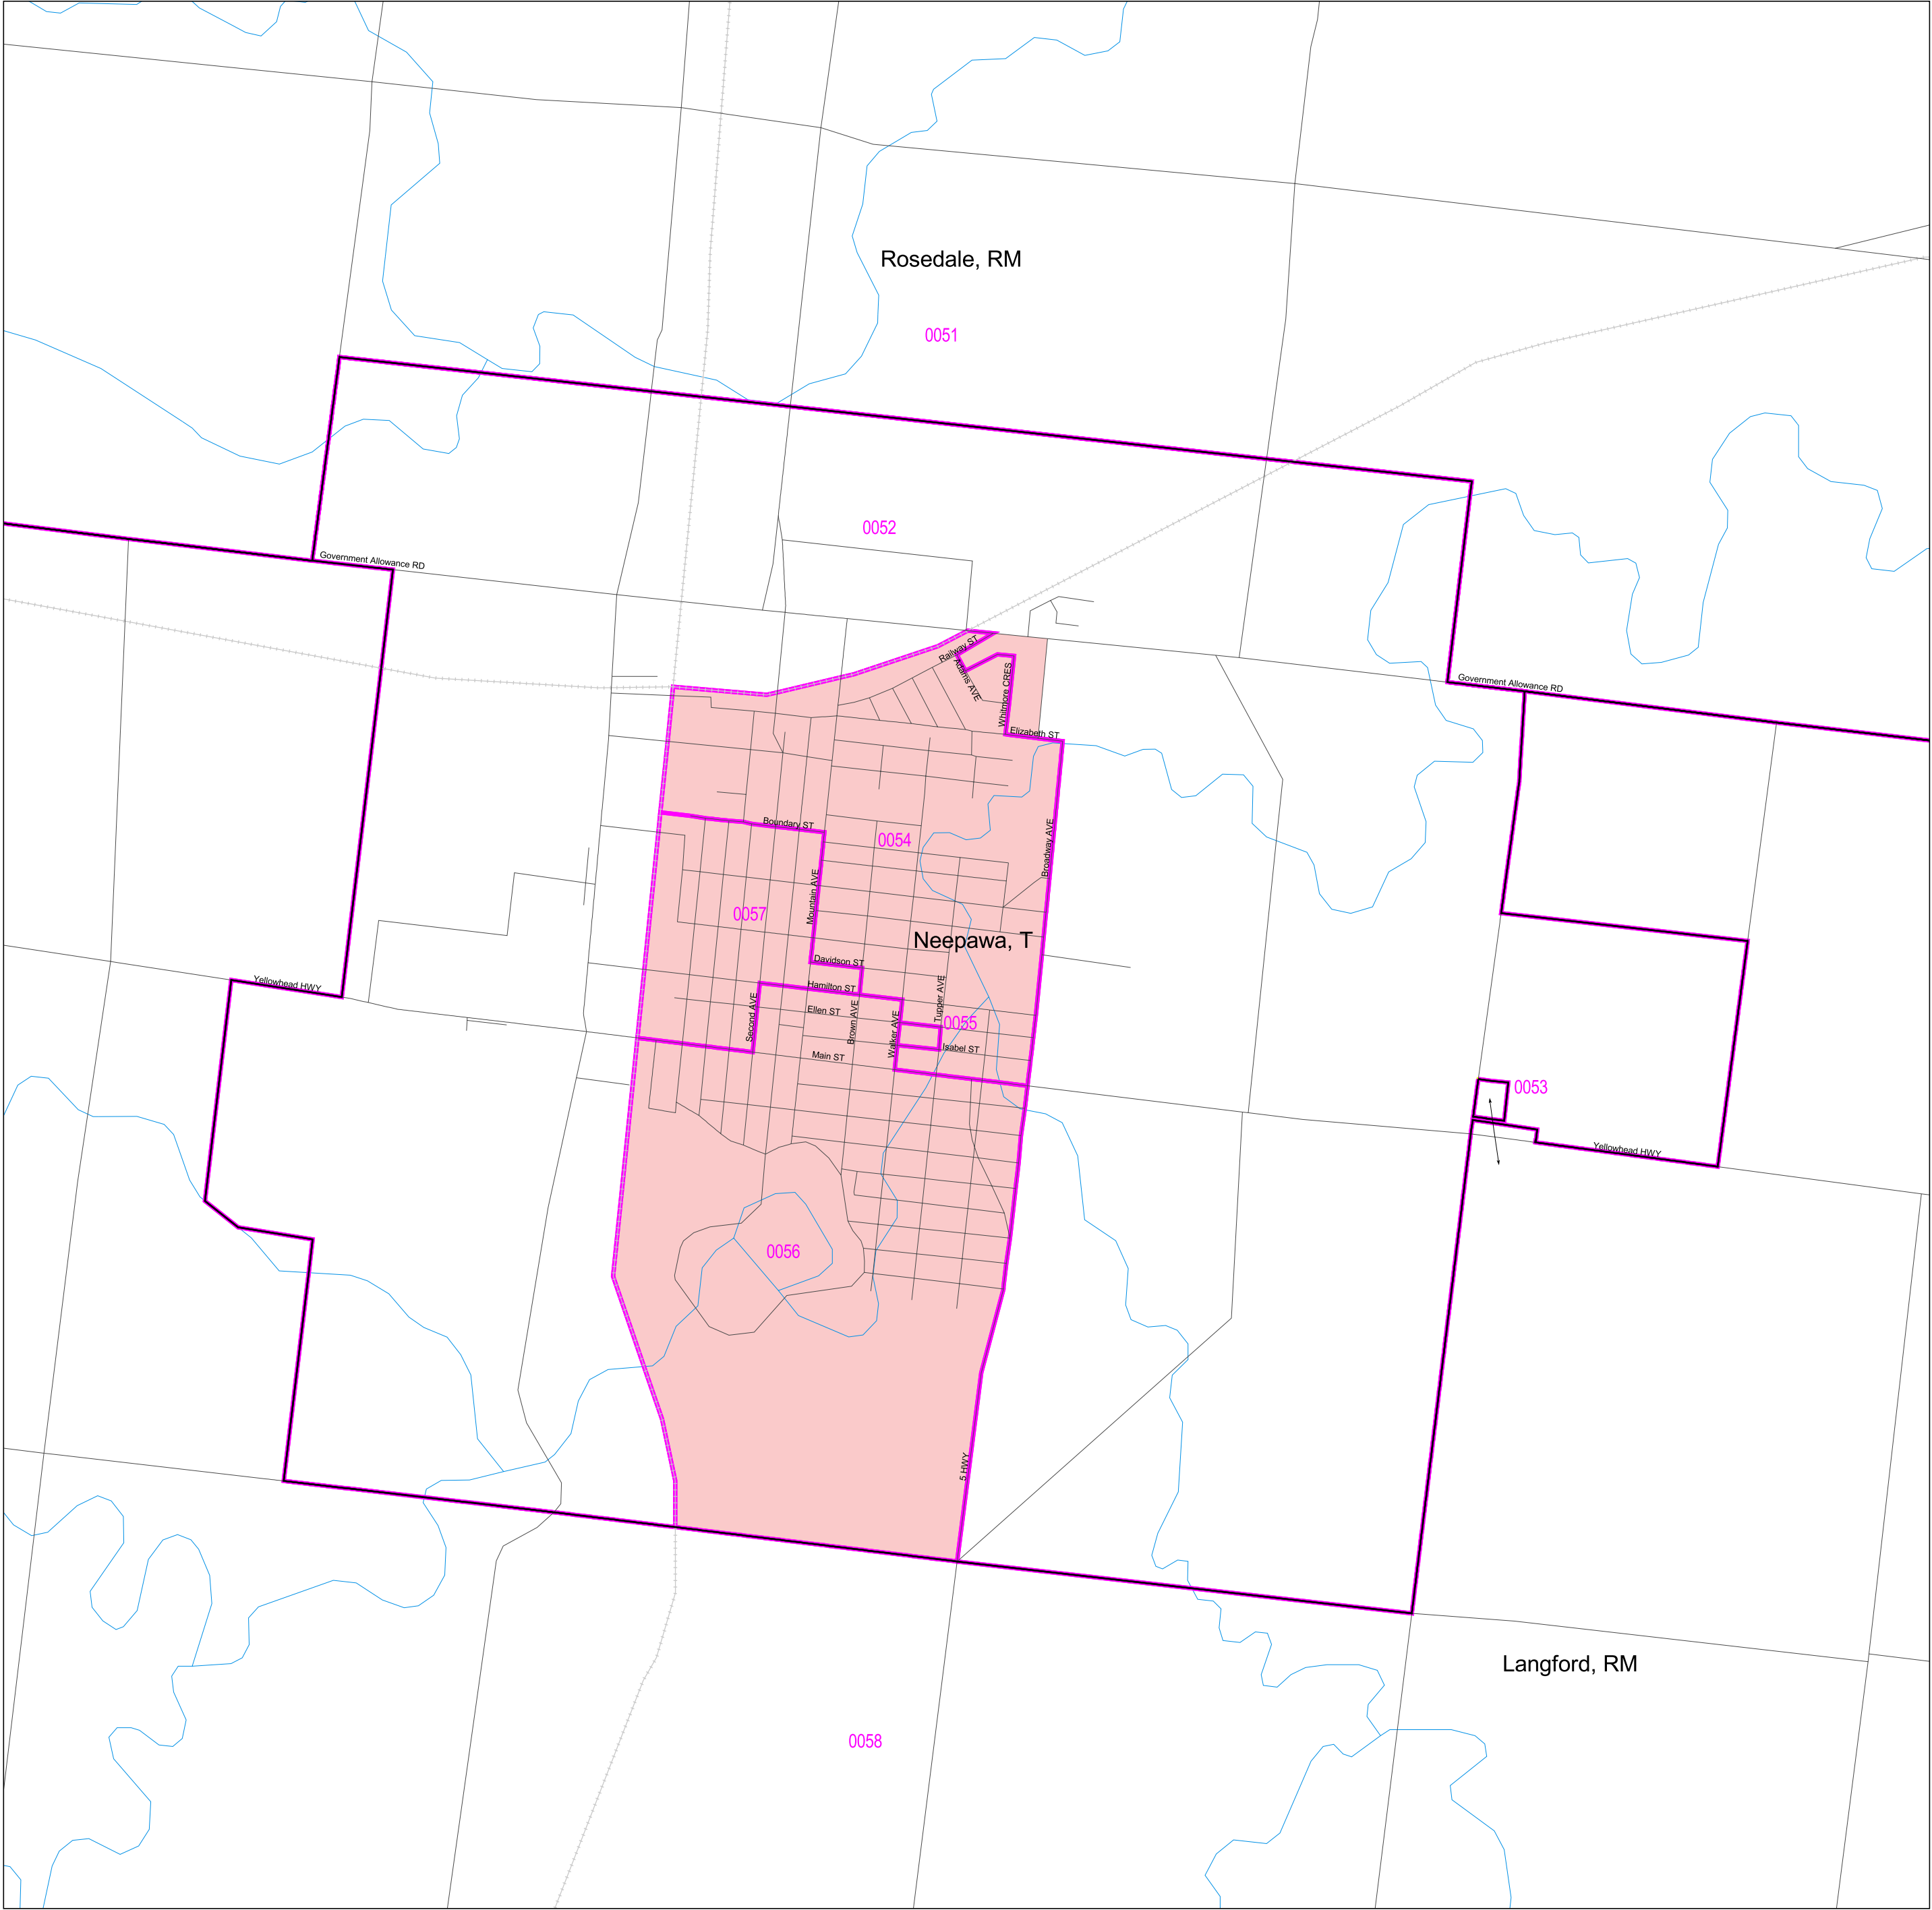 Rosedale, RM
0051
0052
Government Allowance RD
Railway ST
Adams AVE
Whitmore CRES
Government Allowance RD
Elizabeth ST
Boundary ST
0054
Broadway AVE
Mountain AVE
0057
Neepawa, T
Davidson ST
Yellowhead HWY
Hamilton ST
Tupper AVE
Second AVE
Ellen ST
Brown AVE
Walker AVE
0055
Isabel ST
Main ST
0053
Yellowhead HWY
0056
5 HWY
Langford, RM
0058